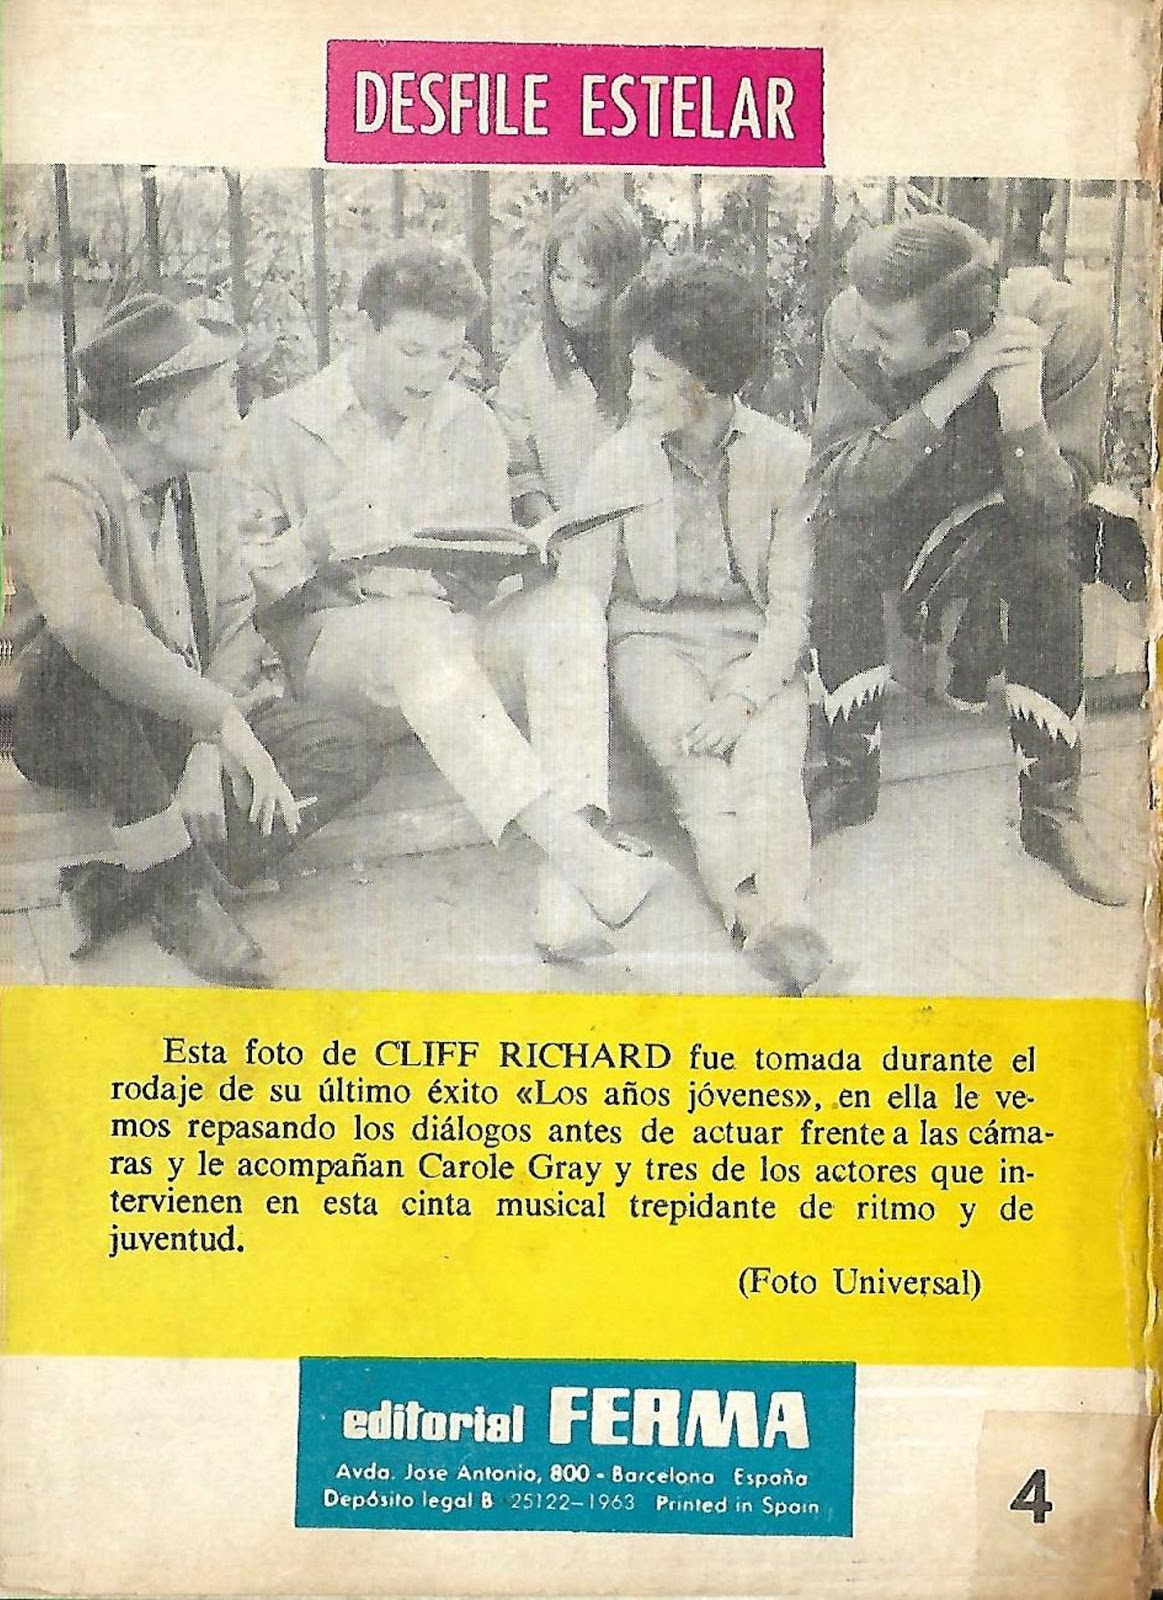 DESFILE ESTELAR
Esta foto de CLIFF RICHARD fue tomada durante el
rodaje de su último éxito «Los años jóvenes», en ella le ve-
mos repasando los diálogos antes de actuar frente a las cáma-
ras y le acompañan Carole Gray y tres de los actores que in-
tervienen en esta cinta musical trepidante de ritmo y de
juventud.
(Foto Universal)
editorial FERMA
Avda. Jose Antonio, 800 - Barcelona España
Depósito legal B 25122-1963 Printed in Spain
4